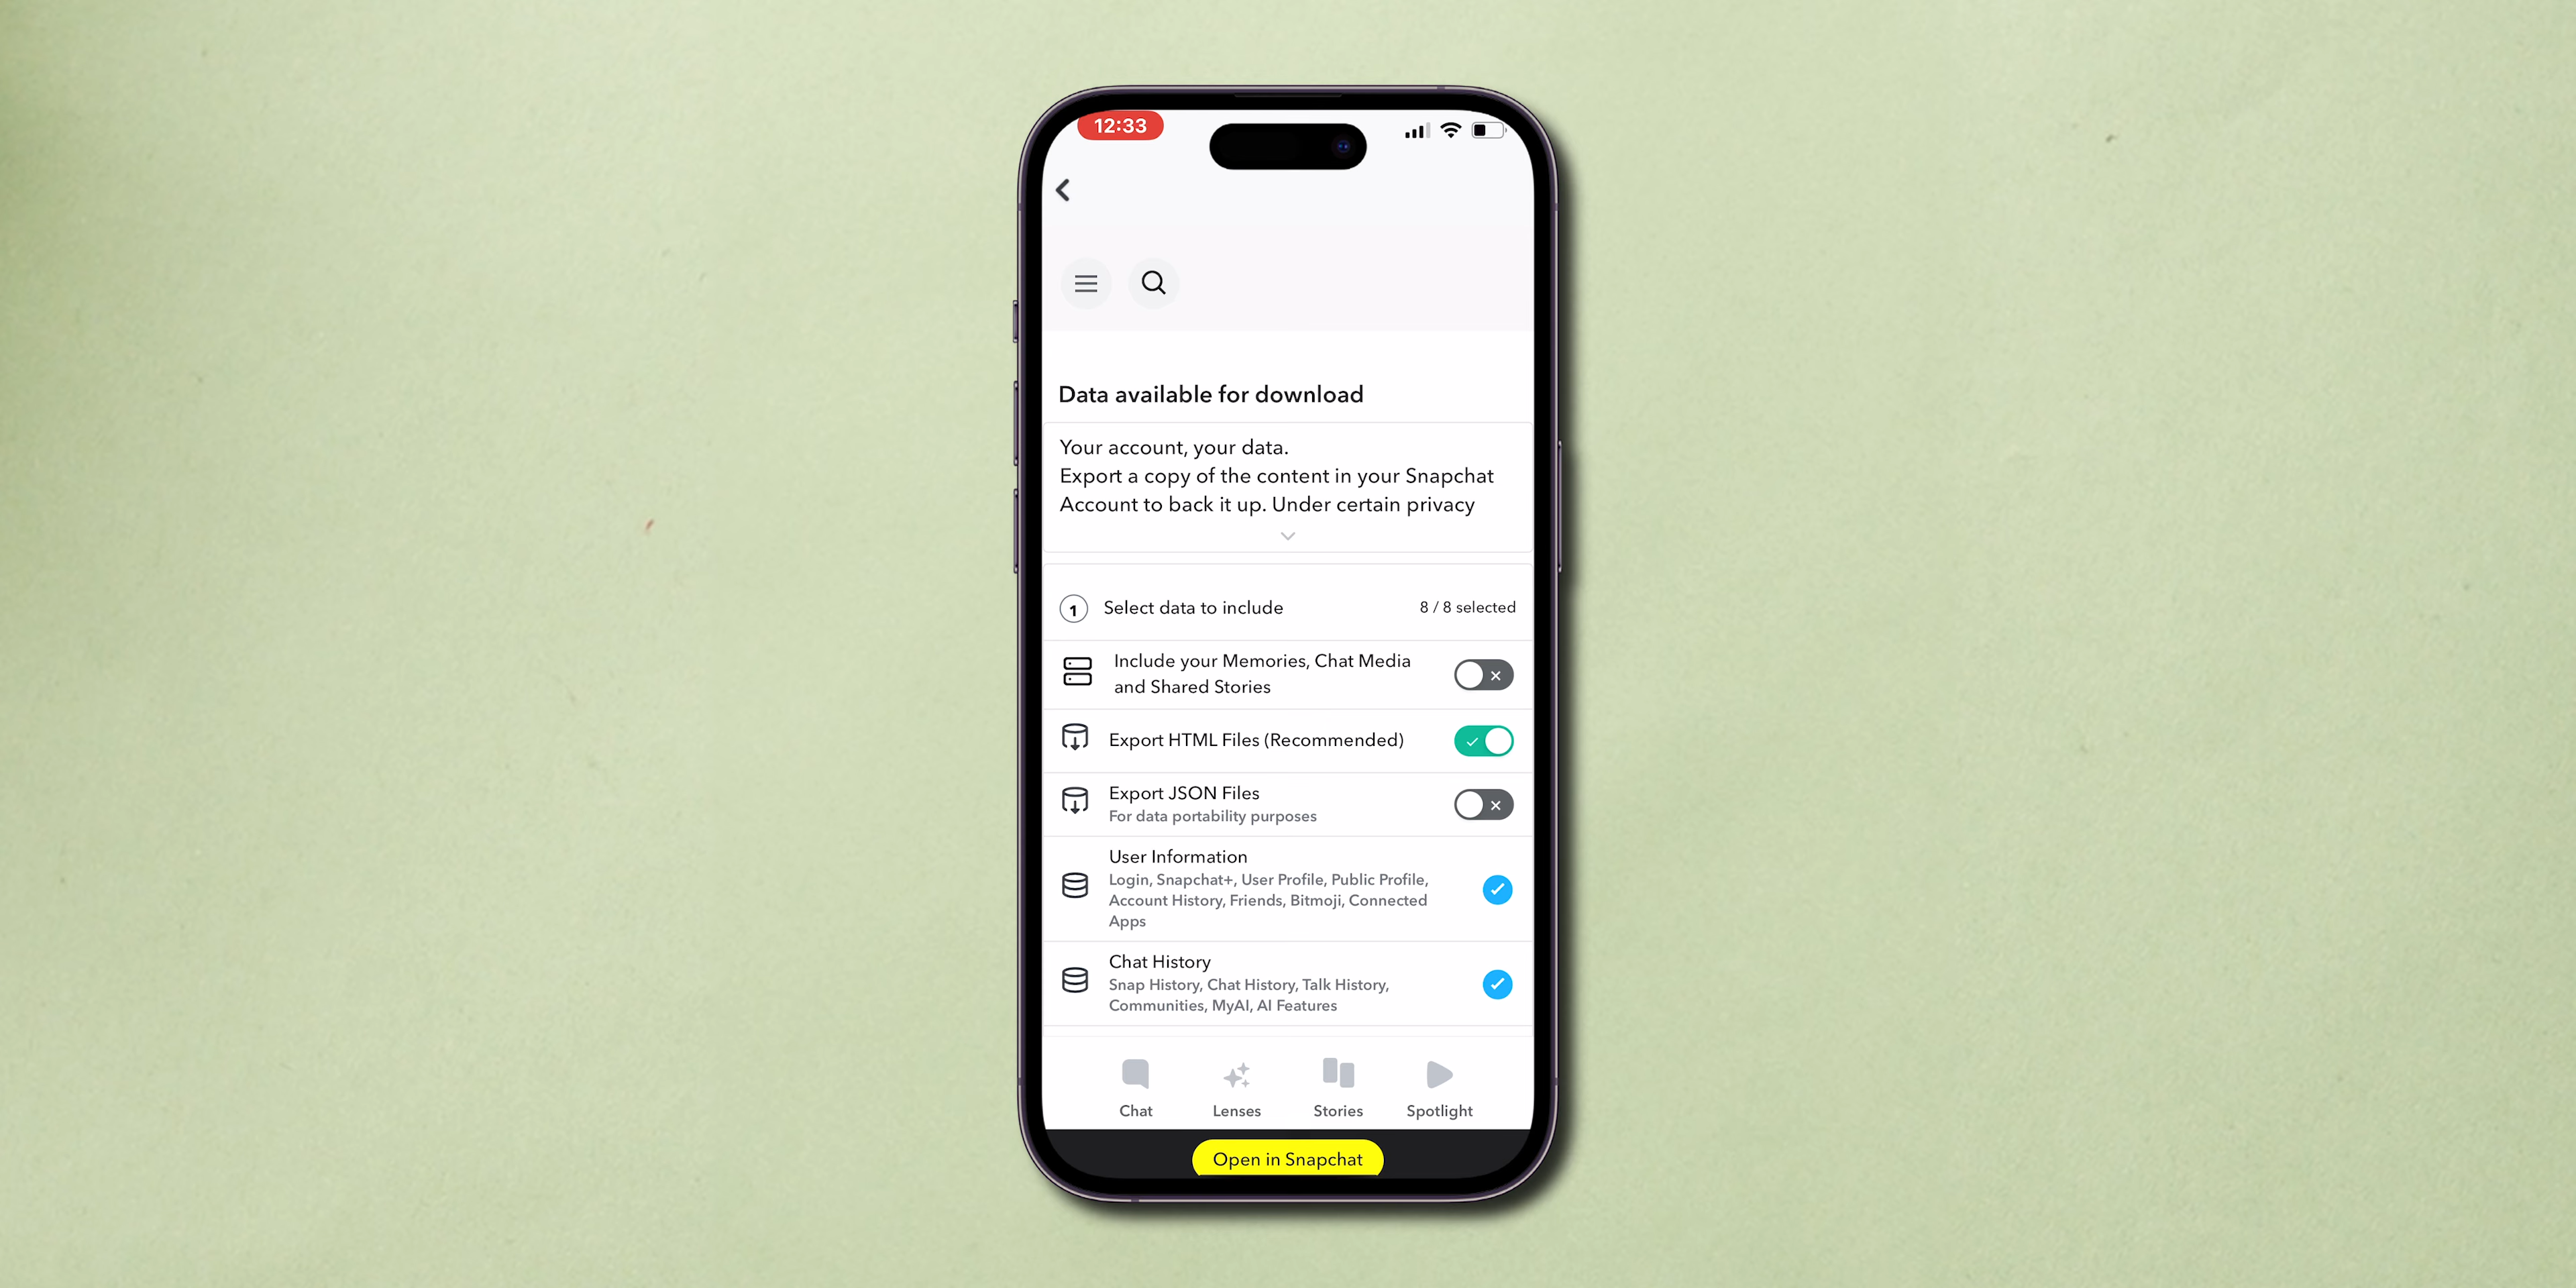 12:33
Data available for download
Your account, your data.
Export a copy of the content in your Snapchat
Account to back it up. Under certain privacy
1 Select data to include 8 / 8 selected
Include your Memories, Chat Media
and Shared Stories
Export HTML Files (Recommended)
Export JSON Files
For data portability purposes
User Information
Login, Snapchat+, User Profile, Public Profile,
Account History, Friends, Bitmoji, Connected
Apps
Chat History
Snap History, Chat History, Talk History,
Communities, MyAI, AI Features
Chat Lenses Stories Spotlight
Open in Snapchat